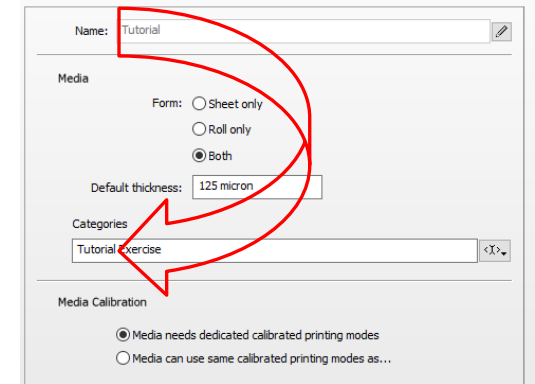 Name: Tutorial
Media
Form: Sheet only
Roll only
Both
Default thickness: 125 micron
Categories
Tutorial Exercise
Media Calibration
Media needs dedicated calibrated printing modes
Media can use same calibrated printing modes as...